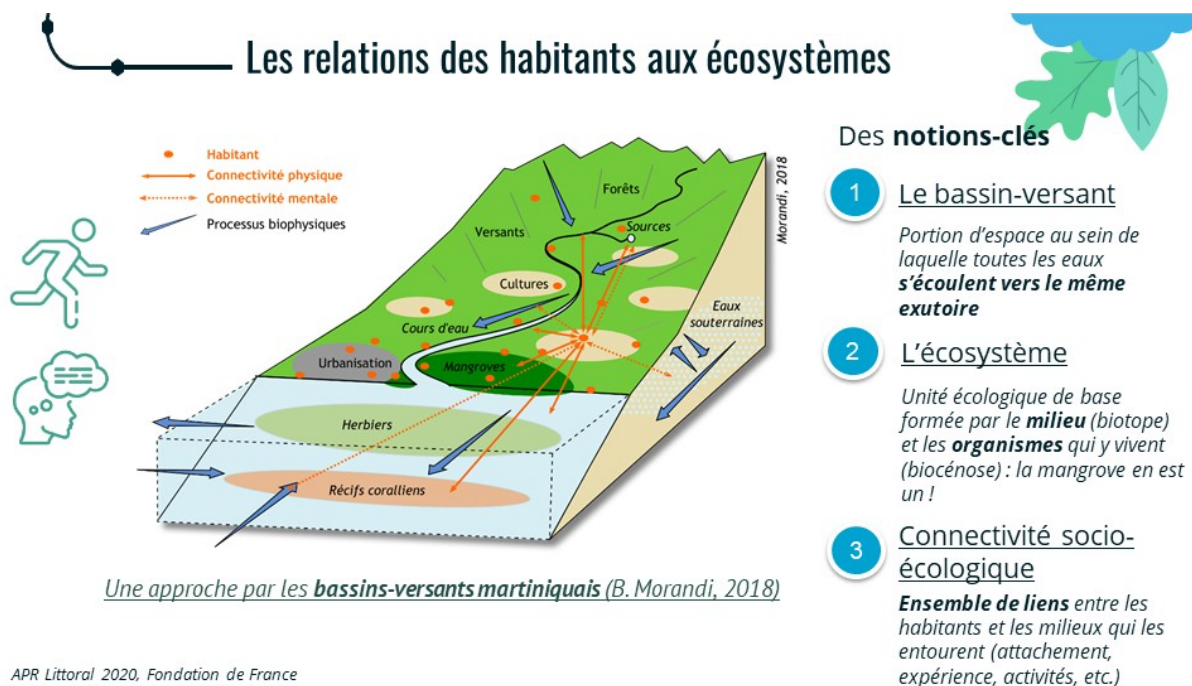 Les relations des habitants aux écosystèmes
Habitant
Connectivité physique
Connectivité mentale
Processus biophysiques
Morandi, 2018
Forêts
Sources
Versants
Cultures
Cours d'eau
Eaux
souterraines
Urbanisation
Mangroves
Herbiers
Récifs coralliens
Une approche par les bassins-versants martiniquais (B. Morandi, 2018)
APR Littoral 2020, Fondation de France
Des notions-clés
1
Le bassin-versant
Portion d'espace au sein de
laquelle toutes les eaux
s'écoulent vers le même
exutoire
2
L'écosystème
Unité écologique de base
formée par le milieu (biotope)
et les organismes qui y vivent
(biocénose) : la mangrove en est
un !
3
Connectivité socio-
écologique
Ensemble de liens entre les
habitants et les milieux qui les
entourent (attachement,
expérience, activités, etc.)